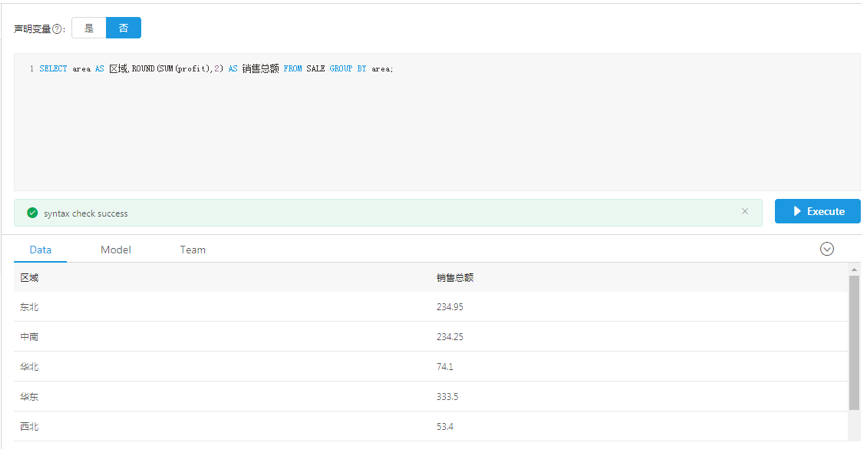 声明变量?: 是 否
1 SELECT area AS 区域,ROUND(SUM(profit),2) AS 销售总额 FROM SALE GROUP BY area;
syntax check success × Execute
Data Model Team
区域 销售总额
东北 234.95
中南 234.25
华北 74.1
华东 333.5
西北 53.4